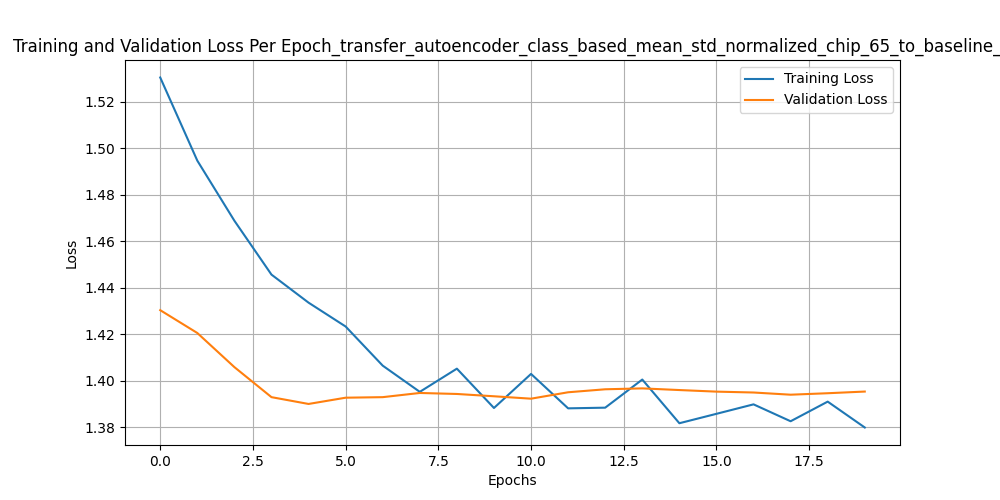 Training and Validation Loss Per Epoch_transfer_autoencoder_class_based_mean_std_normalized_chip_65_to_baseline_
Training Loss
Validation Loss
1.52
1.50
1.48
1.46
1.44
1.42
1.40
1.38
Loss
0.0 2.5 5.0 7.5 10.0 12.5 15.0 17.5
Epochs